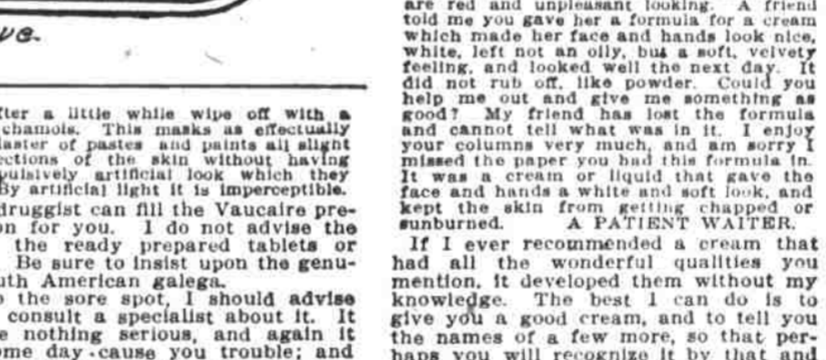 ve.
fter a little while wipe off with a
chamois. This masks as effectually
laster of pastes and paints all slight
ections of the skin without having
pulsively artificial look which they
By artificial light it is imperceptible.
druggist can fill the Vaucaire pre-
on for you. I do not advise the
the ready prepared tablets or
Be sure to insist upon the genu-
uth American galega.
o the sore spot, I should advise
consult a specialist about it. It
e nothing serious, and again it
ome day cause you trouble; and
are red and unpleasant looking. A friend
told me you gave her a formula for a cream
which made her face and hands look nice,
white, left not an oily, but a soft, velvety
feeling, and looked well the next day. It
did not rub off, like powder. Could you
help me out and give me something as
good? My friend has lost the formula
and cannot tell what was in it. I enjoy
your columns very much, and am sorry I
missed the paper you had this formula in.
It was a cream or liquid that gave the
face and hands a white and soft look, and
kept the skin from getting chapped or
sunburned. A PATIENT WAITER.
If I ever recommended a cream that
had all the wonderful qualities you
mention, it developed them without my
knowledge. The best I can do is to
give you a good cream, and to tell you
the names of a few more, so that per-
haps you will recognize it by that and